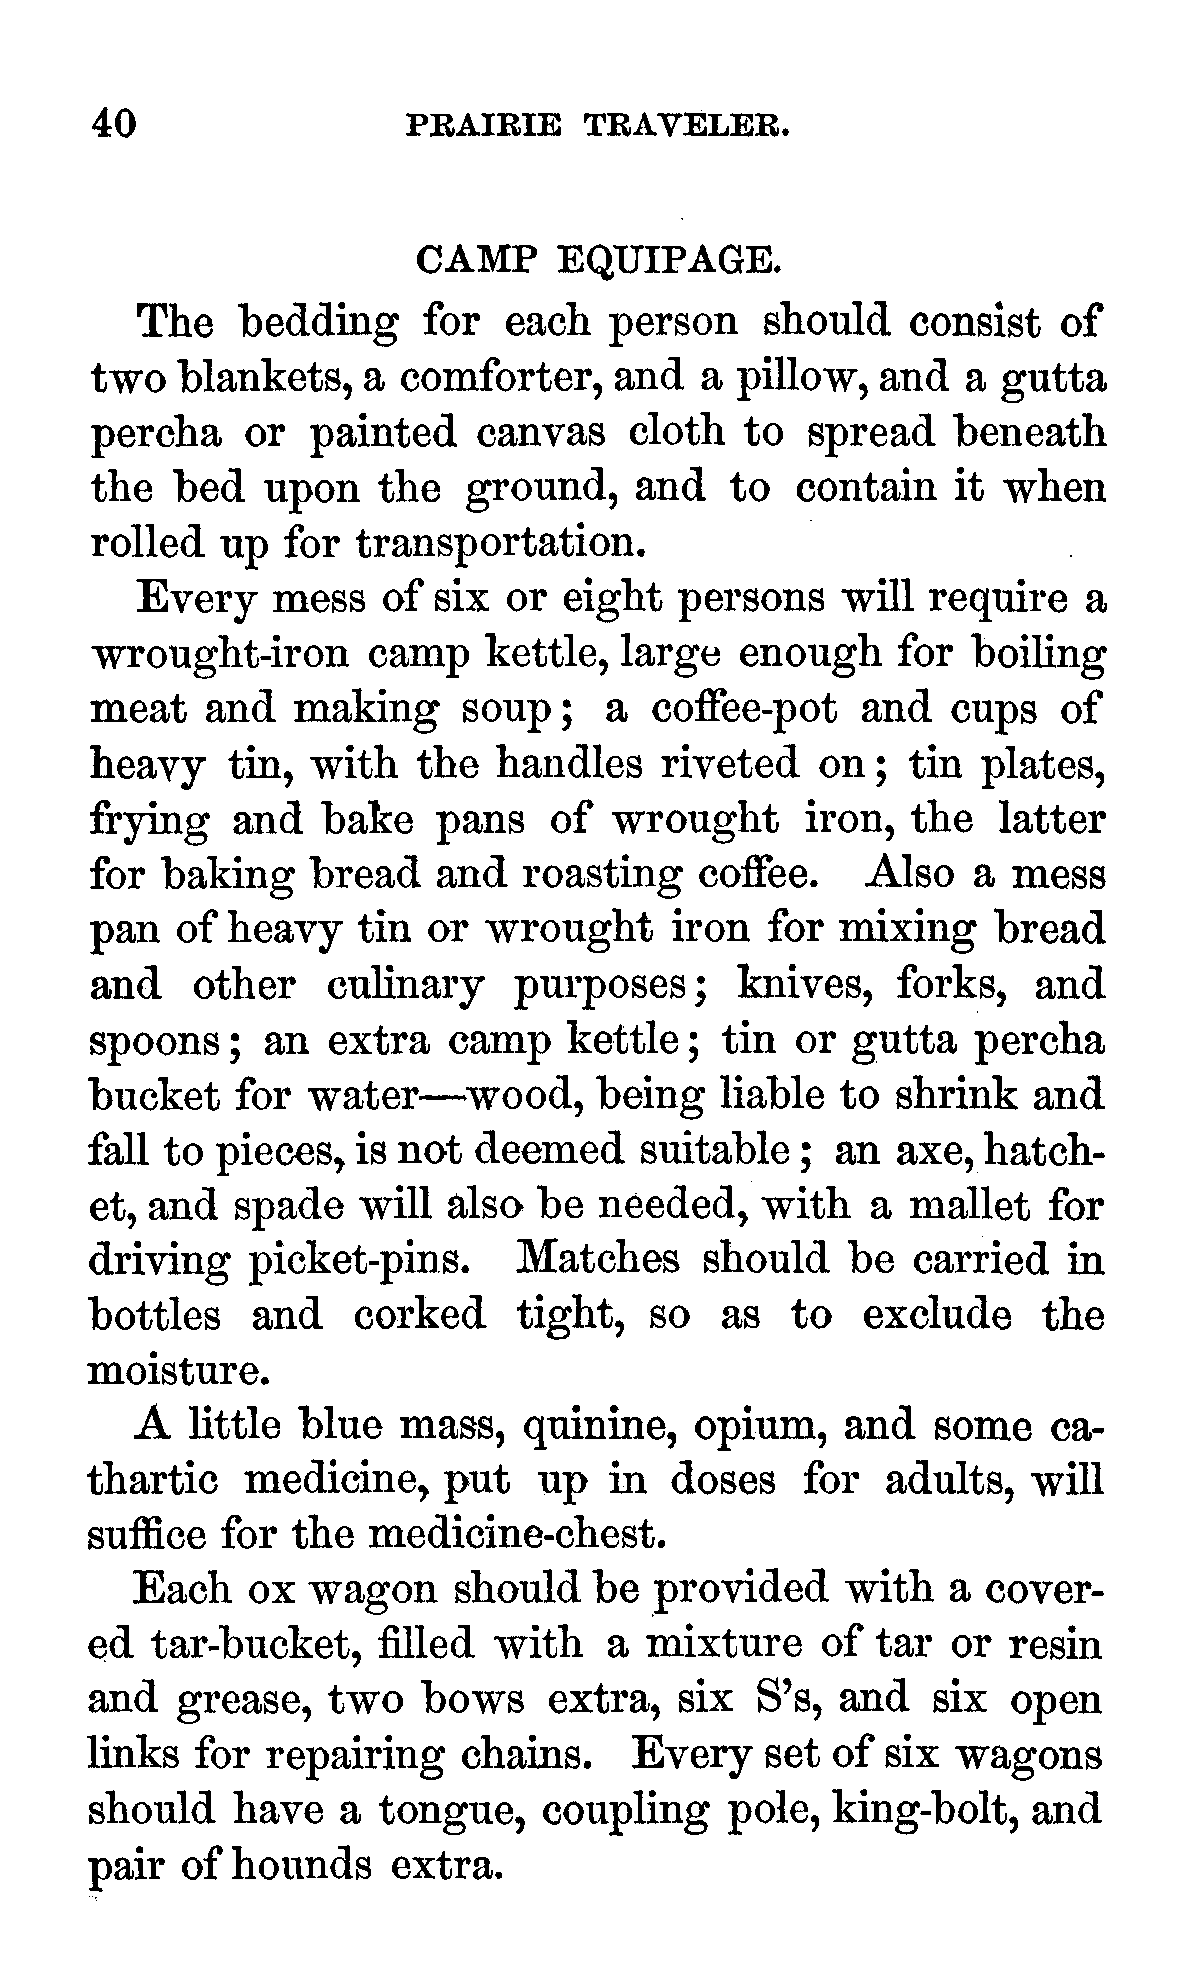 40 PRAIRIE TRAVELER.
CAMP EQUIPAGE.
The bedding for each person should consist of
two blankets, a comforter, and a pillow, and a gutta
percha or painted canvas cloth to spread beneath
the bed upon the ground, and to contain it when
rolled up for transportation.
Every mess of six or eight persons will require a
wrought-iron camp kettle, large enough for boiling
meat and making soup; a coffee-pot and cups of
heavy tin, with the handles riveted on; tin plates,
frying and bake pans of wrought iron, the latter
for baking bread and roasting coffee. Also a mess
pan of heavy tin or wrought iron for mixing bread
and other culinary purposes; knives, forks, and
spoons; an extra camp kettle; tin or gutta percha
bucket for water—wood, being liable to shrink and
fall to pieces, is not deemed suitable; an axe, hatch-
et, and spade will also be needed, with a mallet for
driving picket-pins. Matches should be carried in
bottles and corked tight, so as to exclude the
moisture.
A little blue mass, quinine, opium, and some ca-
thartic medicine, put up in doses for adults, will
suffice for the medicine-chest.
Each ox wagon should be provided with a cover-
ed tar-bucket, filled with a mixture of tar or resin
and grease, two bows extra, six S's, and six open
links for repairing chains. Every set of six wagons
should have a tongue, coupling pole, king-bolt, and
pair of hounds extra.